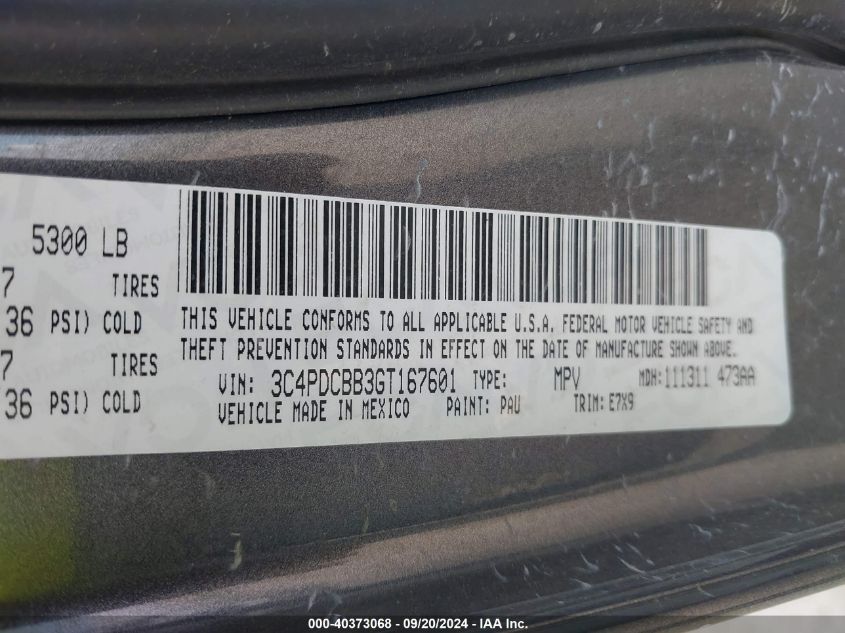 5300 LB
7 TIRES
36 PSI) COLD
7 TIRES
36 PSI) COLD
THIS VEHICLE CONFORMS TO ALL APPLICABLE U.S.A. FEDERAL MOTOR VEHICLE SAFETY AND
THEFT PREVENTION STANDARDS IN EFFECT ON THE DATE OF MANUFACTURE SHOWN ABOVE.
VIN: 3C4PDCBB3GT167601 TYPE: MPV MDH:111311 473AA
VEHICLE MADE IN MEXICO PAINT: PAU TRIM: E7X9
000-40373068 - 09/20/2024 - IAA Inc.